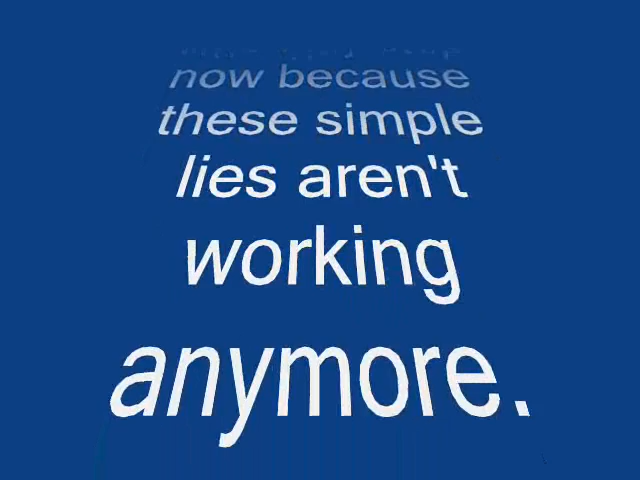 now because
these simple
lies aren't
working
anymore.